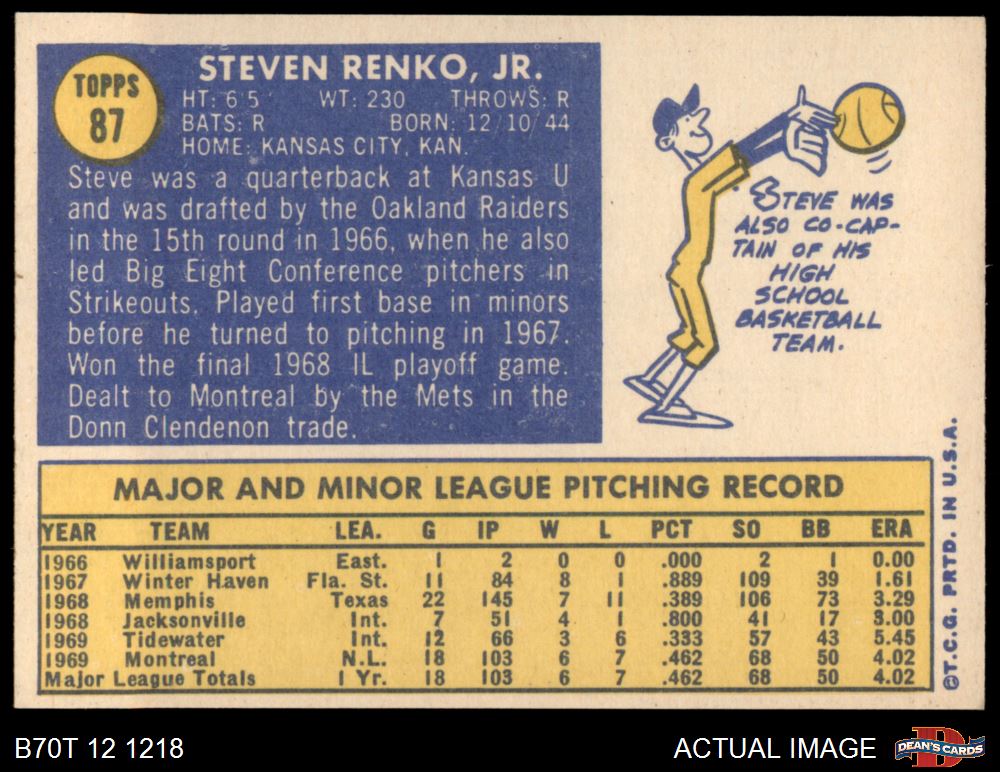 TOPPS
87
STEVEN RENKO, JR.
HT: 6'5 WT: 230 THROWS: R
BATS: R BORN: 12/10/44
HOME: KANSAS CITY, KAN.
Steve was a quarterback at Kansas U
and was drafted by the Oakland Raiders
in the 15th round in 1966, when he also
led Big Eight Conference pitchers in
Strikeouts. Played first base in minors
before he turned to pitching in 1967.
Won the final 1968 IL playoff game.
Dealt to Montreal by the Mets in the
Donn Clendenon trade.
STEVE WAS
ALSO CO-CAP-
TAIN OF HIS
HIGH
SCHOOL
BASKETBALL
TEAM.
MAJOR AND MINOR LEAGUE PITCHING RECORD
YEAR TEAM LEA. G IP W L PCT SO BB ERA
1966 Williamsport East. 1 2 0 0 .000 2 1 0.00
1967 Winter Haven Fla. St. 11 84 8 1 .889 109 39 1.61
1968 Memphis Texas 22 145 7 11 .389 106 73 3.29
1968 Jacksonville Int. 7 51 4 1 .800 41 17 3.00
1969 Tidewater Int. 12 66 3 6 .333 57 43 5.45
1969 Montreal N.L. 18 103 6 7 .462 68 50 4.02
Major League Totals 1 Yr. 18 103 6 7 .462 68 50 4.02
©T.C.G. PRTD. IN U.S.A.
B70T 12 1218
ACTUAL IMAGE
D
DEAN'S CARDS